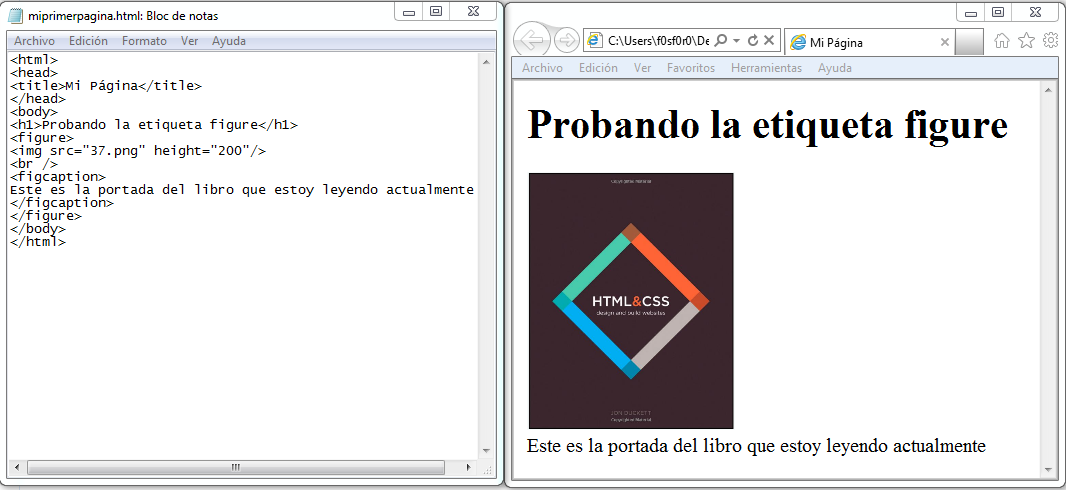 miprimerpagina.html: Bloc de notas
Archivo Edición Formato Ver Ayuda
<html>
<head>
<title>Mi Página</title>
</head>
<body>
<h1>Probando la etiqueta figure</h1>
<figure>
<img src="37.png" height="200"/>
<br />
<figcaption>
Este es la portada del libro que estoy leyendo actualmente
</figcaption>
</figure>
</body>
</html>
C:\Users\f0sf0r0\De
Mi Página
Archivo Edición Ver Favoritos Herramientas Ayuda
Probando la etiqueta figure
Copyrighted Material
HTML&CSS
design and build websites
JON DUCKETT
Copyrighted Material
Este es la portada del libro que estoy leyendo actualmente